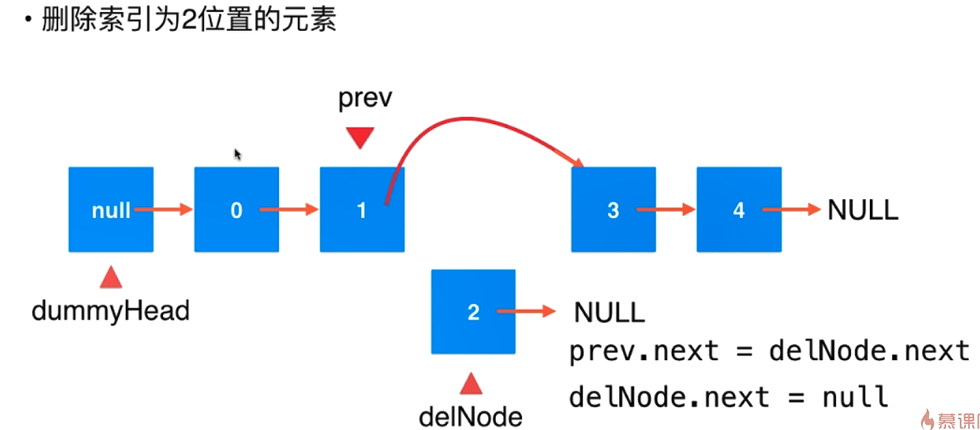 • 删除索引为2位置的元素
prev
null
0
1
3
4
NULL
dummyHead
2
NULL
prev.next = delNode.next
delNode.next = null
delNode
慕课